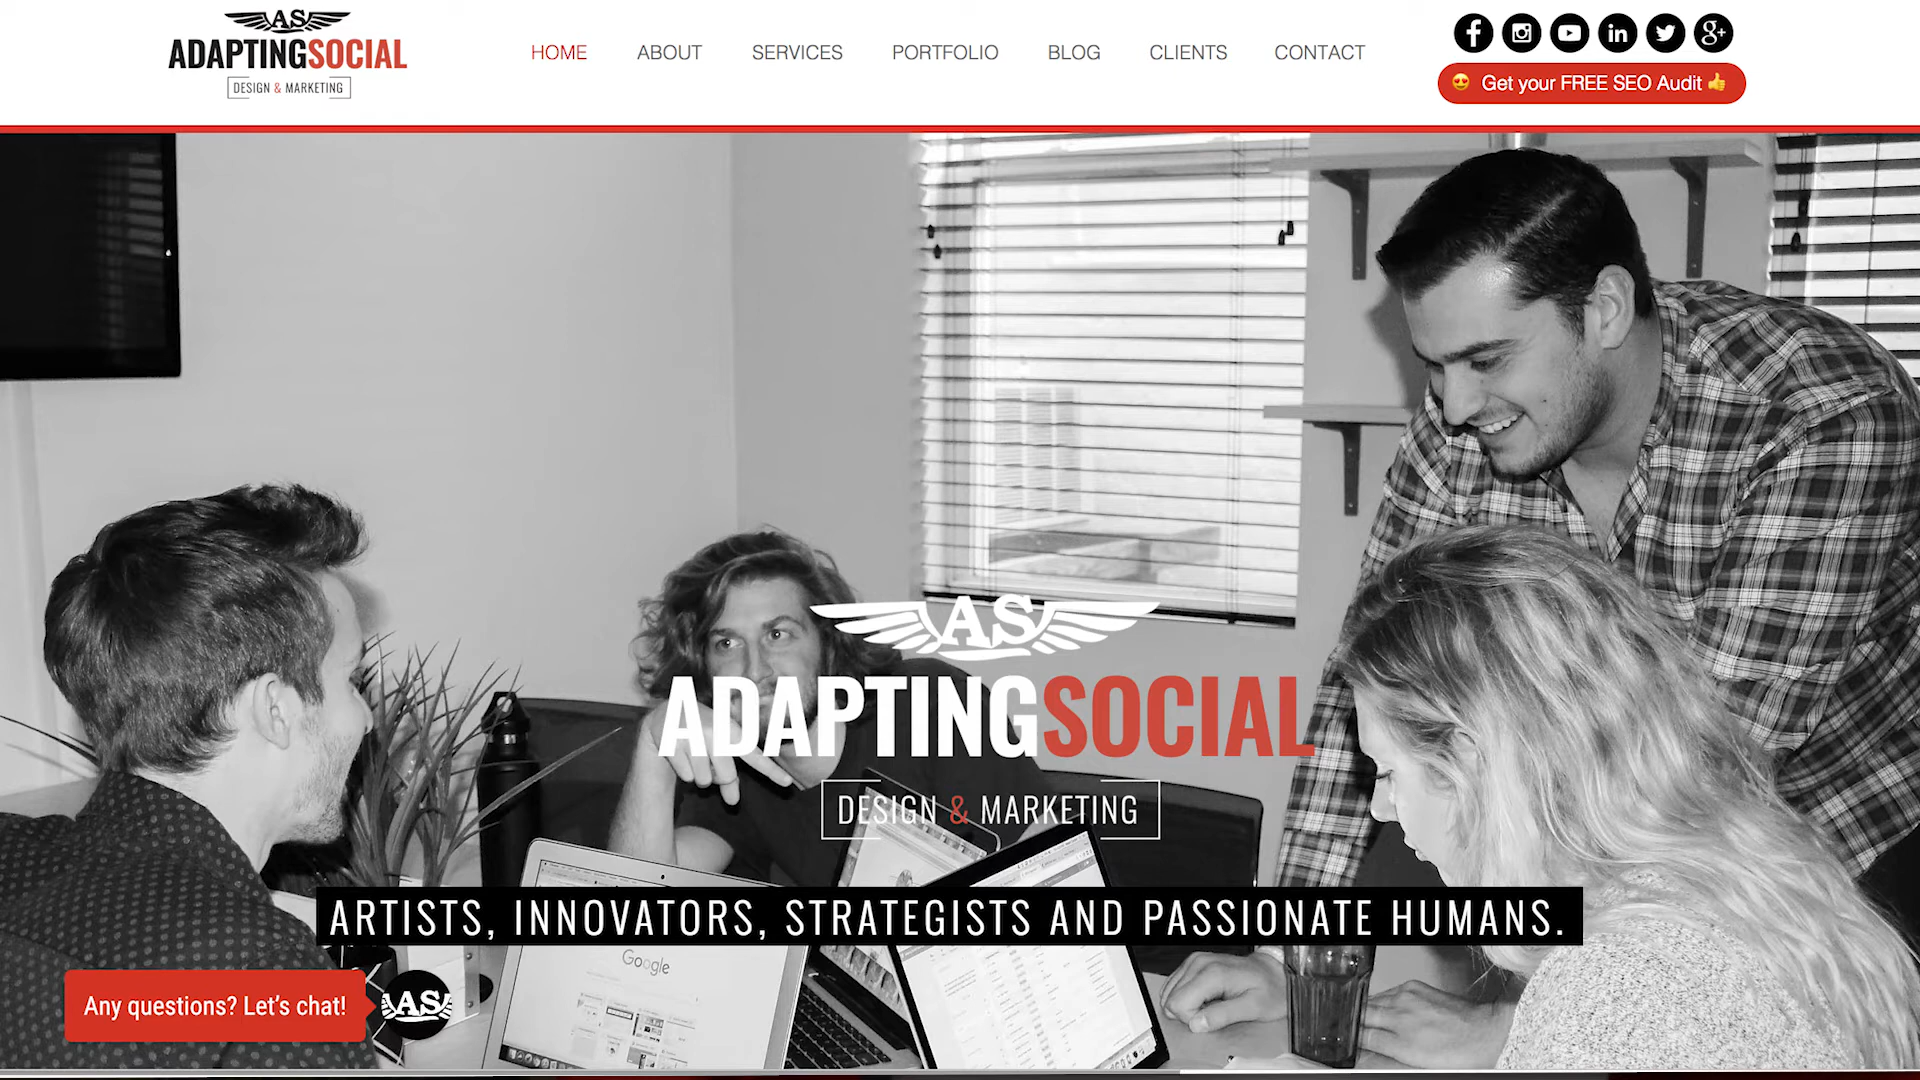 AS
ADAPTINGSOCIAL
DESIGN & MARKETING
HOME
ABOUT
SERVICES
PORTFOLIO
BLOG
CLIENTS
CONTACT
😍 Get your FREE SEO Audit 👍
AS
ADAPTINGSOCIAL
DESIGN & MARKETING
ARTISTS, INNOVATORS, STRATEGISTS AND PASSIONATE HUMANS.
Google
Any questions? Let's chat!
AS